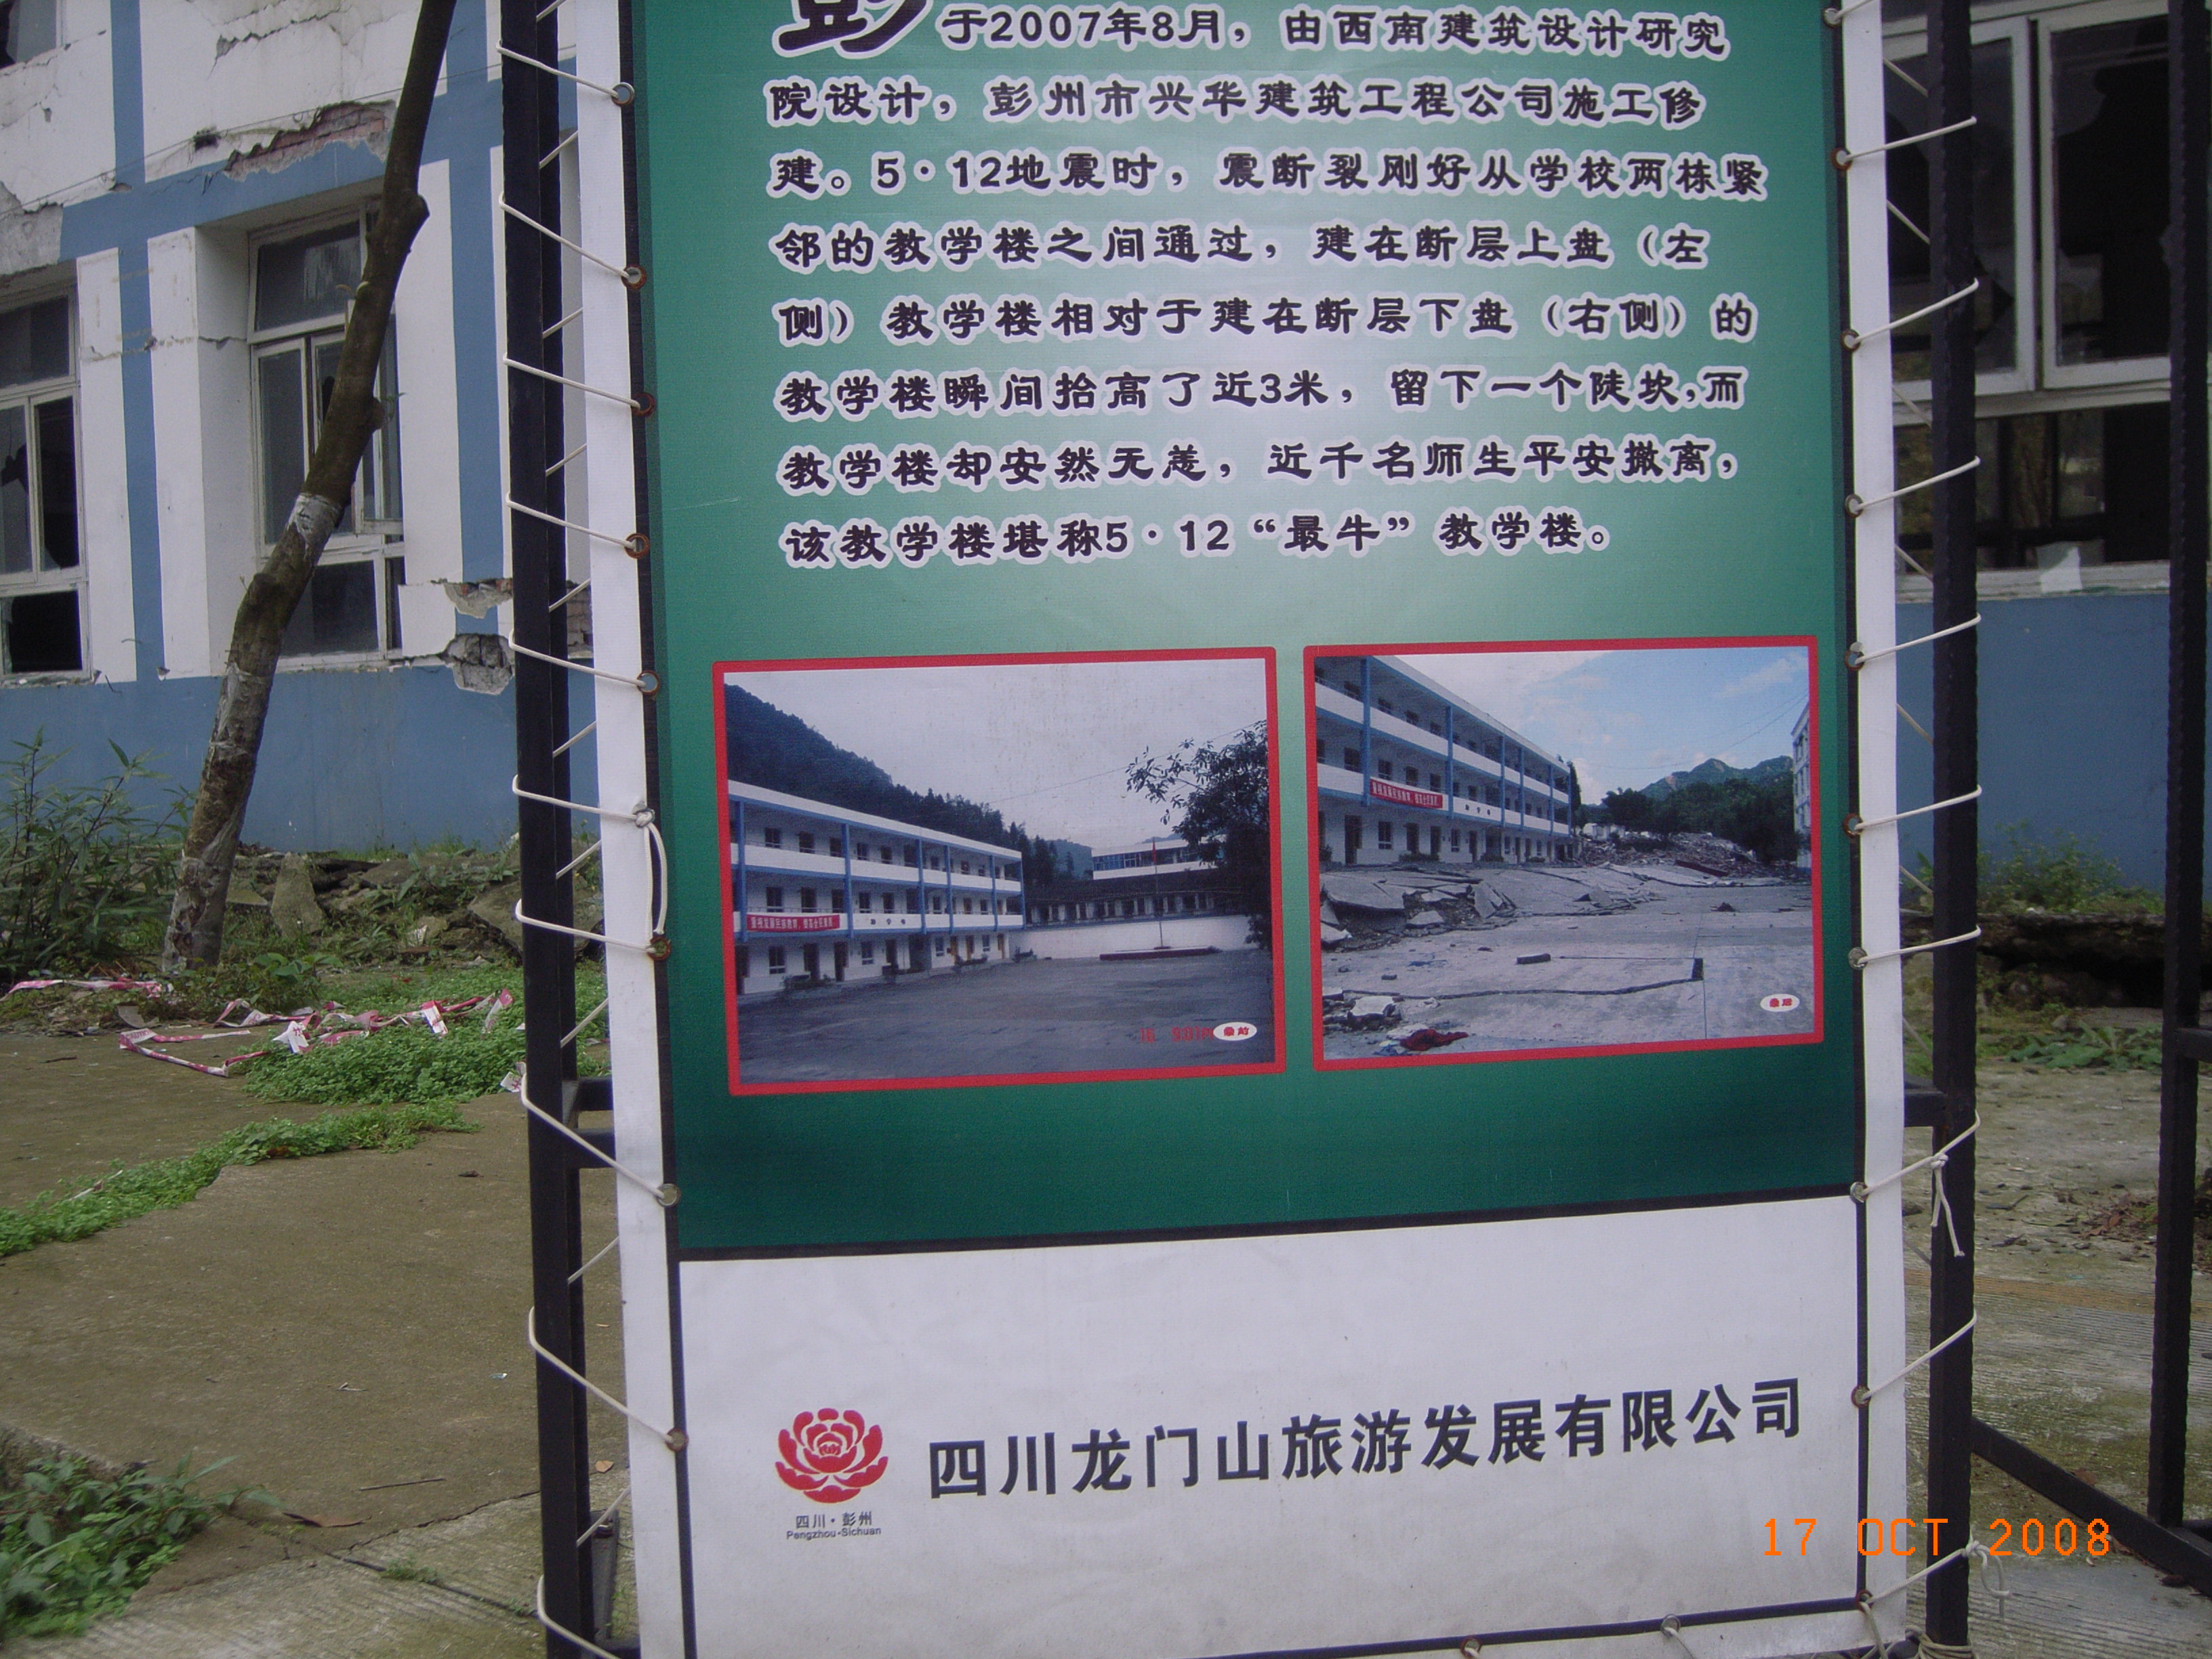 彭
于2007年8月，由西南建筑设计研究
院设计，彭州市兴华建筑工程公司施工修
建。5·12地震时，震断裂刚好从学校两栋紧
邻的教学楼之间通过，建在断层上盘（左
侧）教学楼相对于建在断层下盘（右侧）的
教学楼瞬间抬高了近3米，留下一个陡坎,而
教学楼却安然无恙，近千名师生平安撤离，
该教学楼堪称5·12“最牛”教学楼。
四川龙门山旅游发展有限公司
四川·彭州
Pengzhou·Sichuan
17 OCT 2008